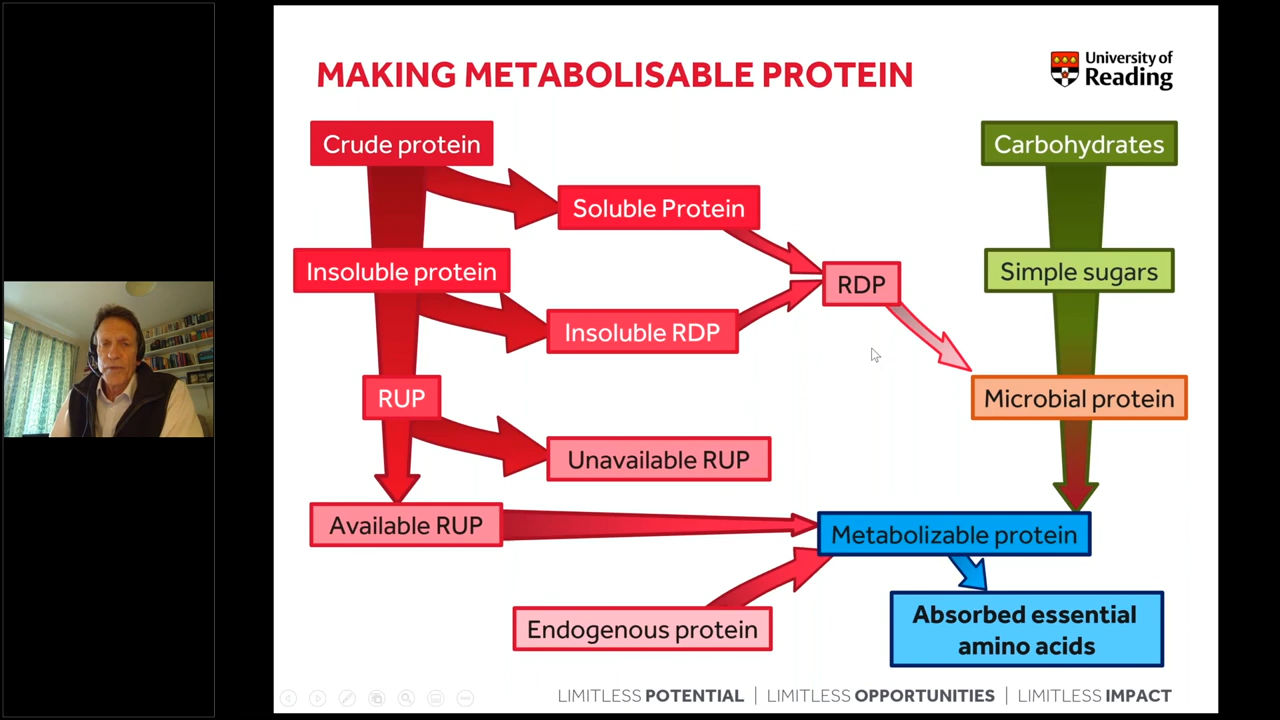 MAKING METABOLISABLE PROTEIN
University of
Reading
Crude protein
Carbohydrates
Soluble Protein
Insoluble protein
Simple sugars
RDP
Insoluble RDP
RUP
Microbial protein
Unavailable RUP
Available RUP
Metabolizable protein
Endogenous protein
Absorbed essential
amino acids
LIMITLESS POTENTIAL | LIMITLESS OPPORTUNITIES | LIMITLESS IMPACT